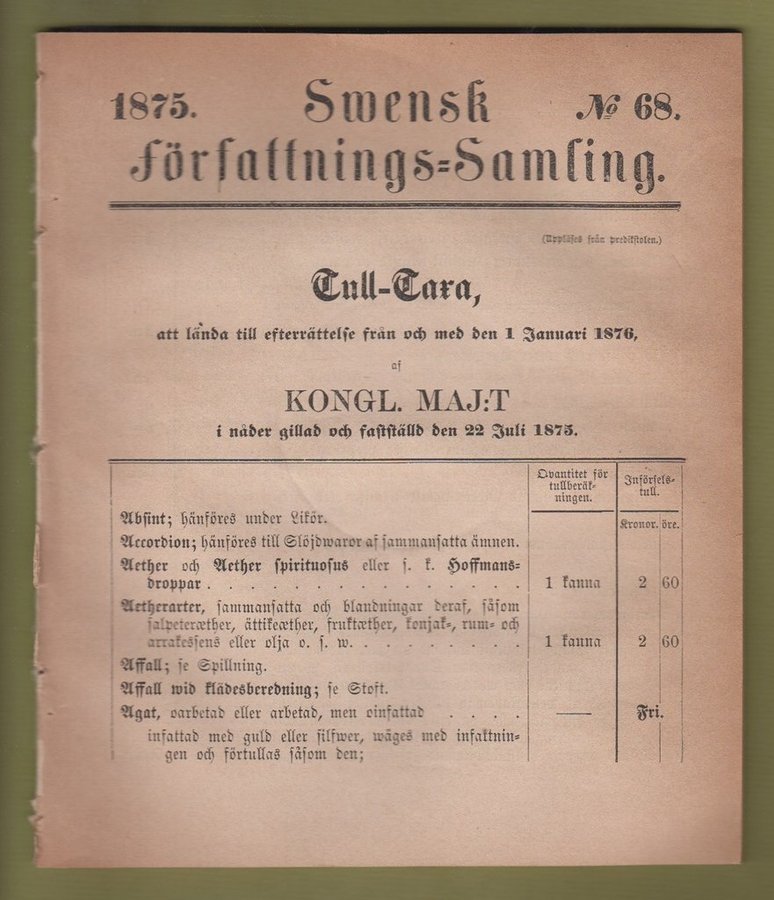 1875. Swensk № 68.
Författnings=Samling.
(Uppläses från predikstolen.)
Tull-Taxa,
att lända till efterrättelse från och med den 1 Januari 1876,
af
KONGL. MAJ:T
i nåder gillad och fastställd den 22 Juli 1875.
Qvantitet för
tullberäk-
ningen.
Införsels-
tull.
Kronor. öre.
Absint; hänföres under Likör.
Accordion; hänföres till Slöjdwaror af sammansatta ämnen.
Aether och Aether spirituosus eller s. k. Hoffmans=
droppar . . . . . . . . . . . . . . . 1 kanna 2 60
Aetherarter, sammansatta och blandningar deraf, såsom
salpeteræther, ättikeæther, fruktæther, konjak=, rum= och
arrakessens eller olja o. s. w. . . . . . . . . 1 kanna 2 60
Affall; se Spillning.
Affall wid klädesberedning; se Stoft.
Agat, oarbetad eller arbetad, men oinfattad . . . . — Fri.
infattad med guld eller silfwer, wäges med infattnin=
gen och förtullas såsom den;